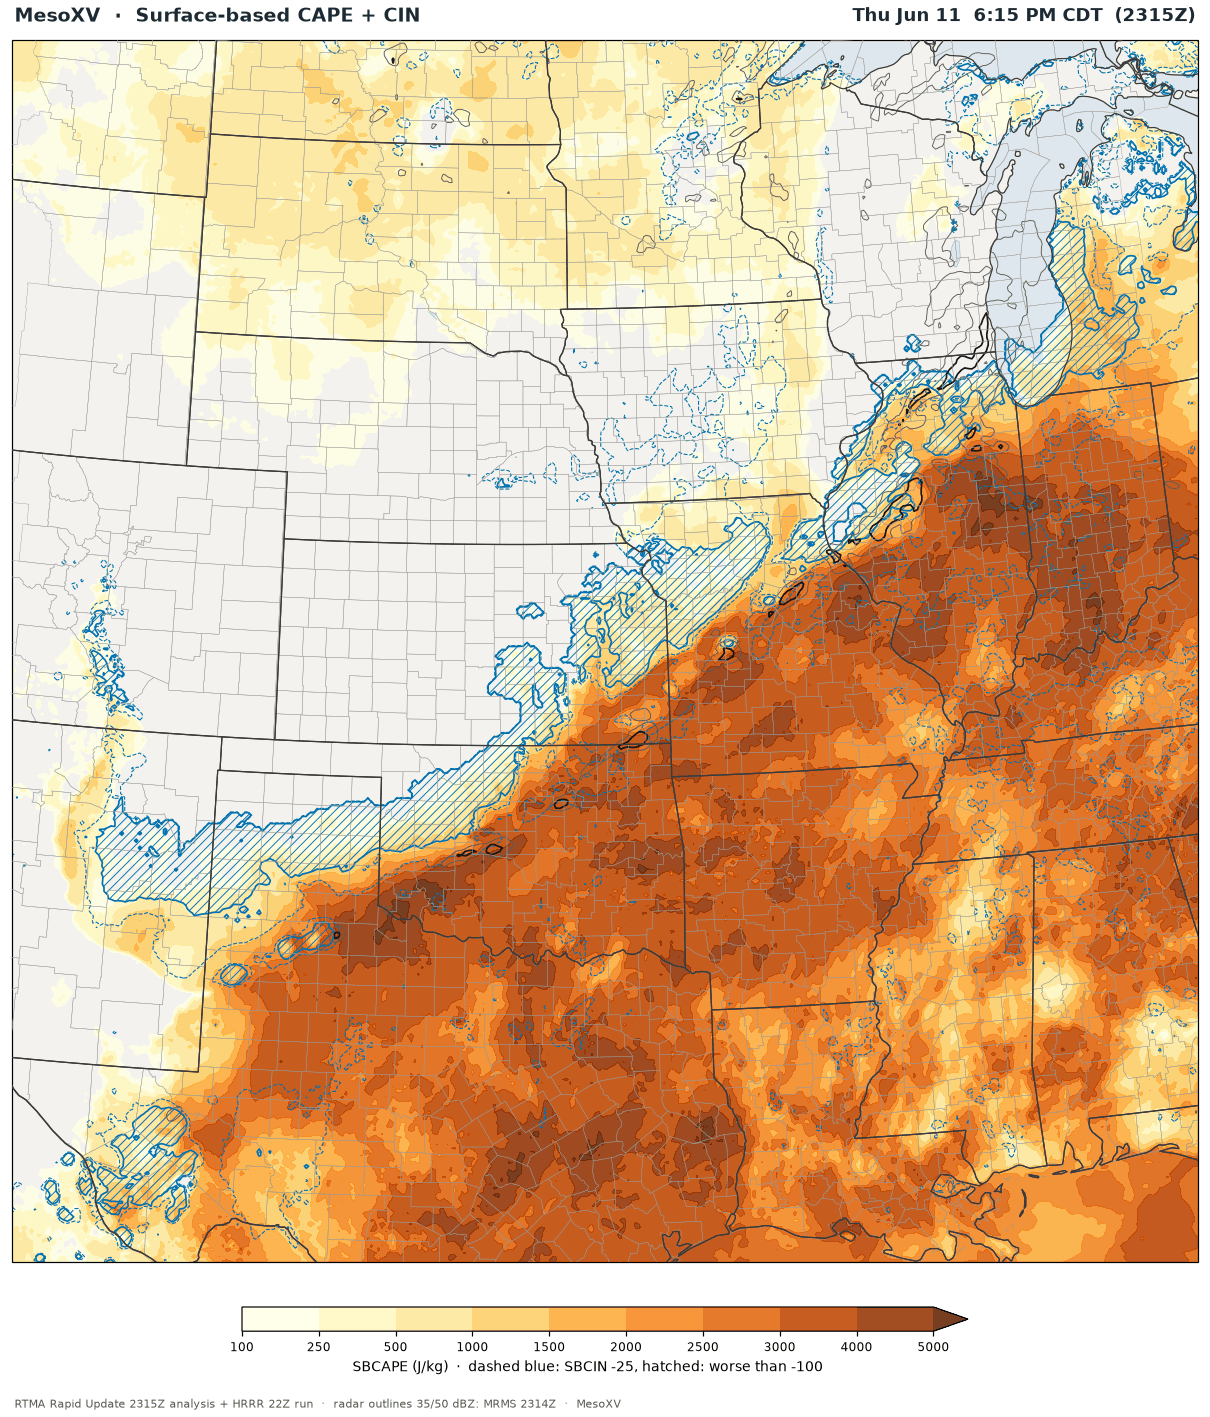 MesoXV · Surface-based CAPE + CIN
Thu Jun 11 6:15 PM CDT (2315Z)
100 250 500 1000 1500 2000 2500 3000 4000 5000
SBCAPE (J/kg) · dashed blue: SBCIN -25, hatched: worse than -100
RTMA Rapid Update 2315Z analysis + HRRR 22Z run · radar outlines 35/50 dBZ: MRMS 2314Z · MesoXV